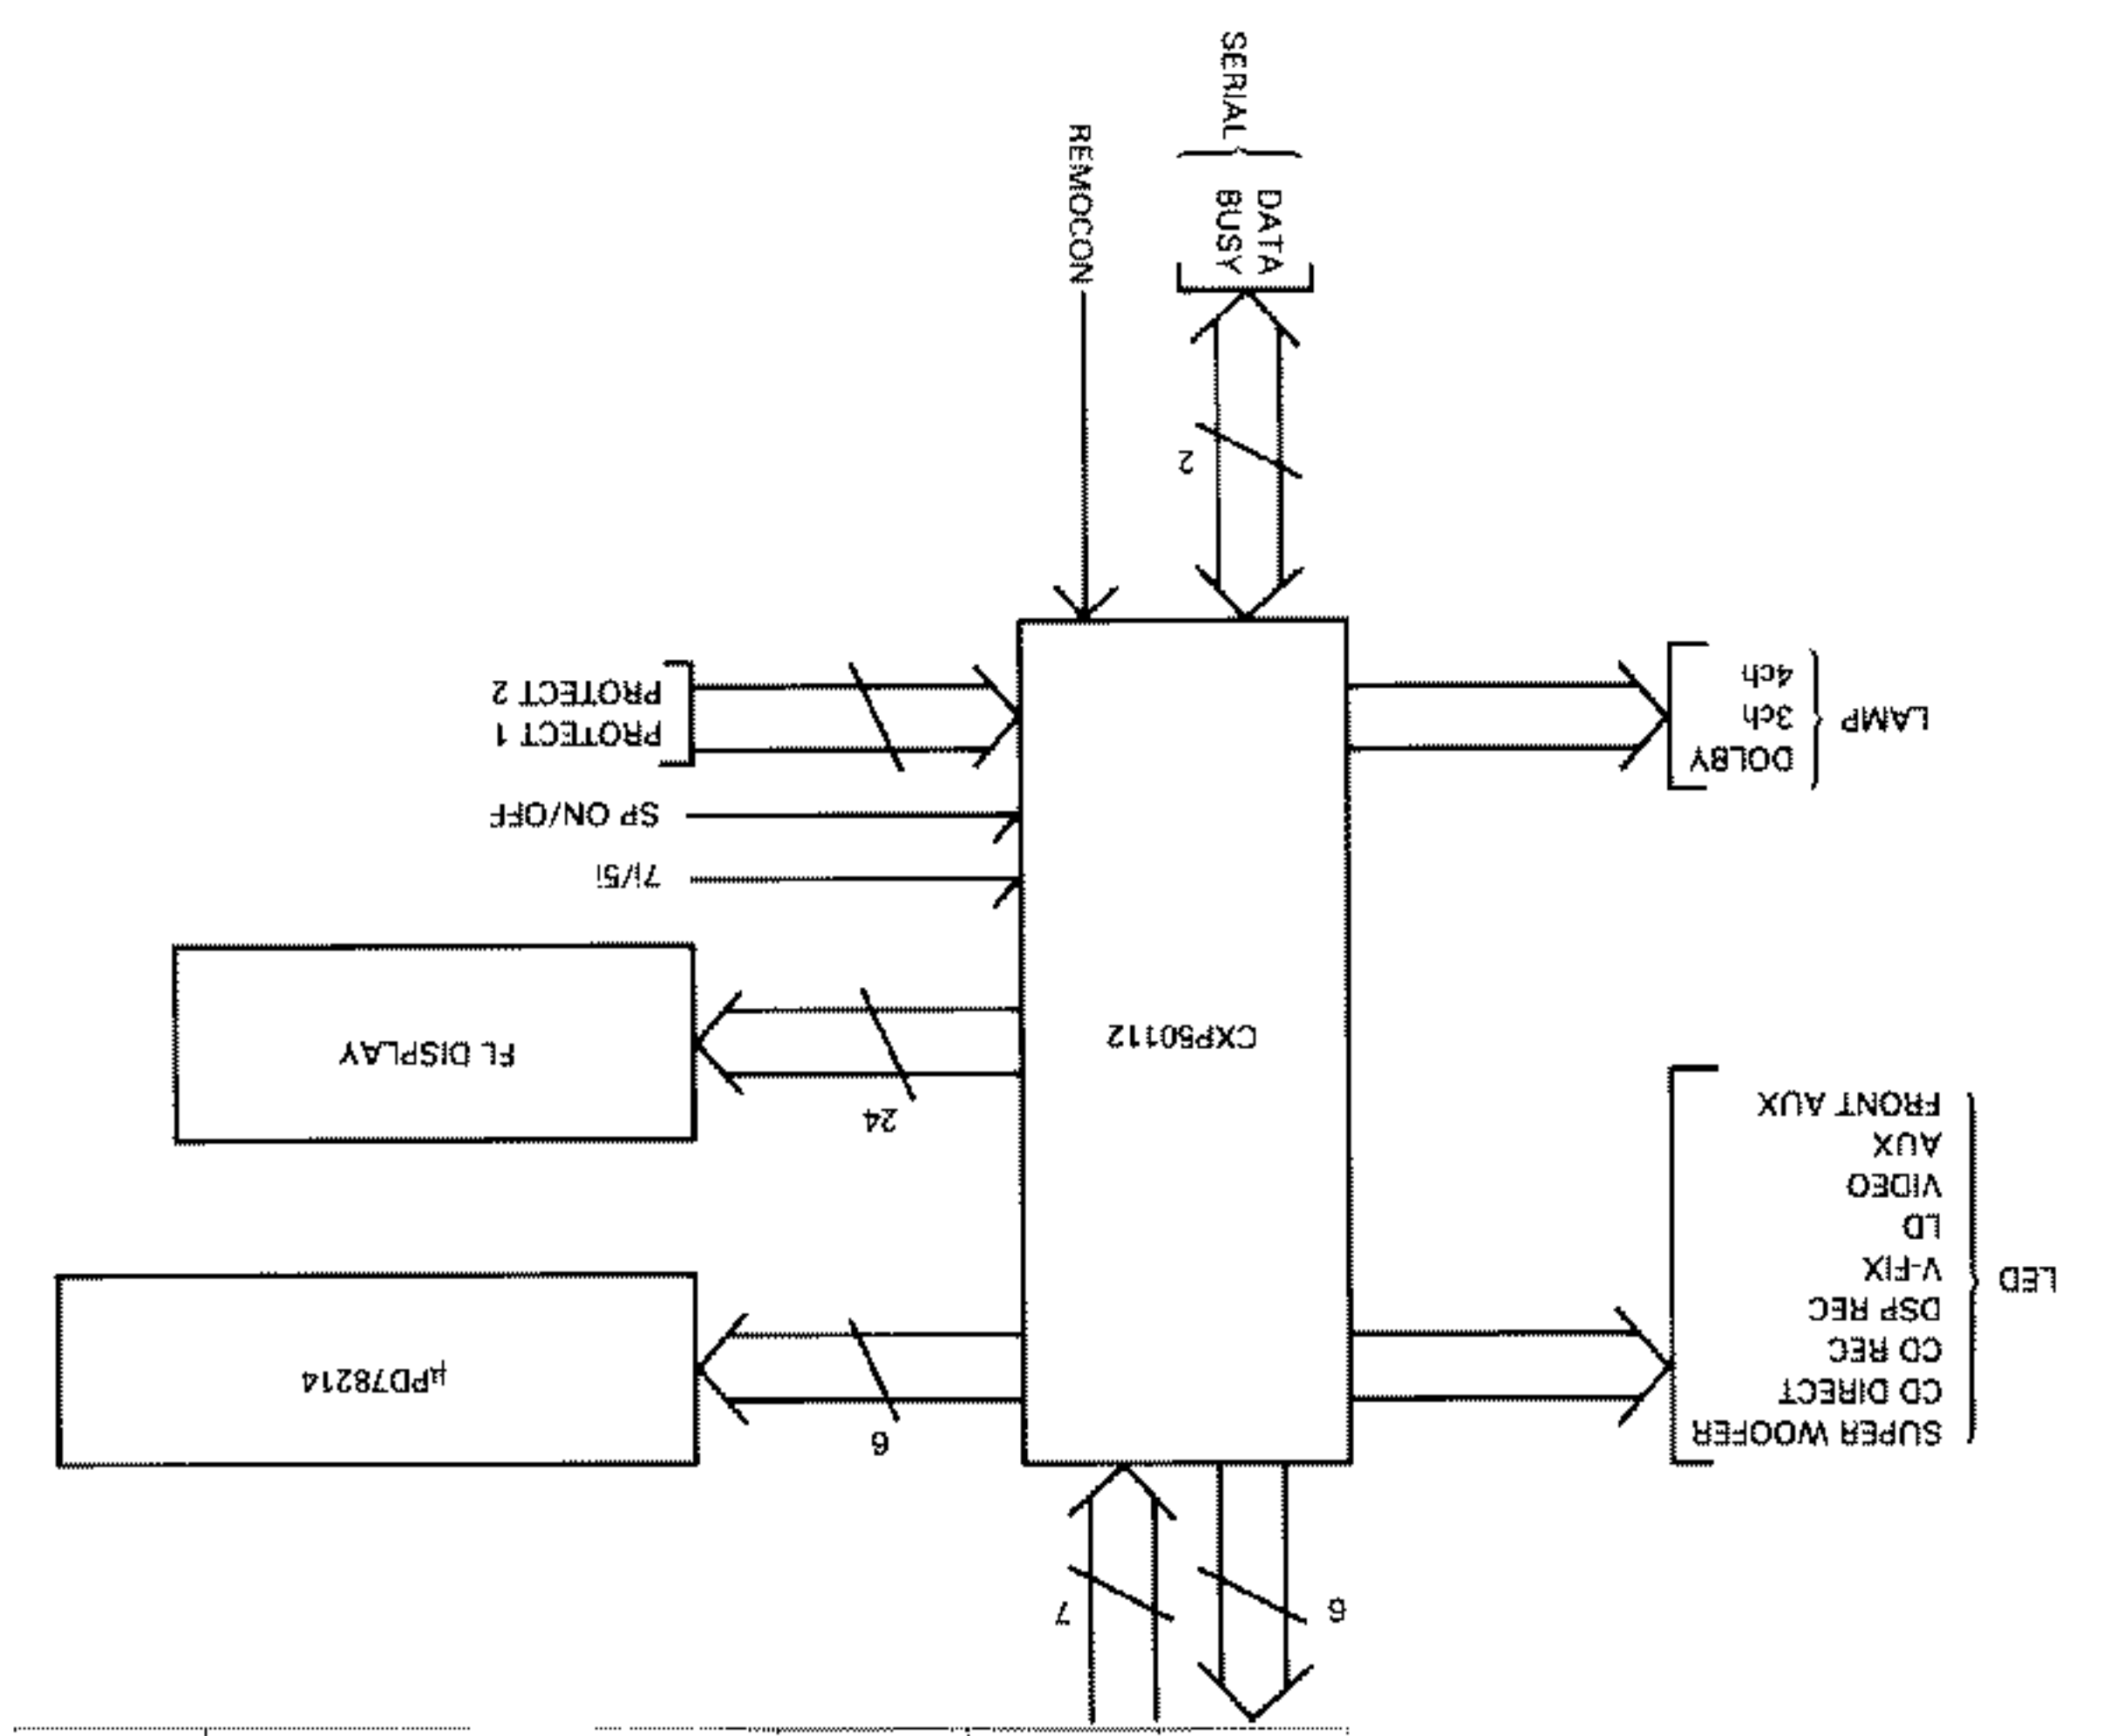 7
9
SUPER WOOFER
CD DIRECT
CD REC
DSP REC
V-FIX
LD
VIDEO
AUX
FRONT AUX
LED
9
μPD78214
CXP50112
24
FL DISPLAY
7i/5i
SP ON/OFF
DOLBY
3ch
4ch
LAMP
PROTECT 1
PROTECT 2
2
DATA
BUSY
SERIAL
REMOCON